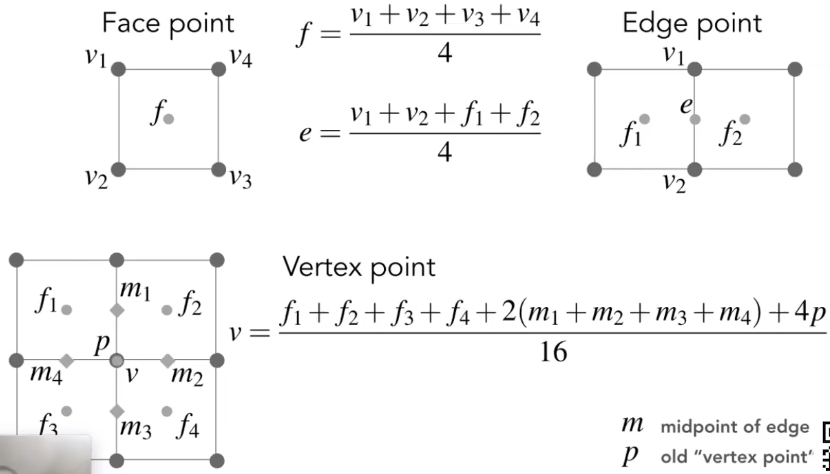 Face point
f = (v₁ + v₂ + v₃ + v₄) / 4
Edge point
v₁
v₄
f
v₂
v₃
e = (v₁ + v₂ + f₁ + f₂) / 4
v₁
e
f₁
f₂
v₂
Vertex point
f₁
m₁
f₂
p
m₄
v
m₂
f₃
m₃
f₄
v = (f₁ + f₂ + f₃ + f₄ + 2(m₁ + m₂ + m₃ + m₄) + 4p) / 16
m midpoint of edge
p old “vertex point”